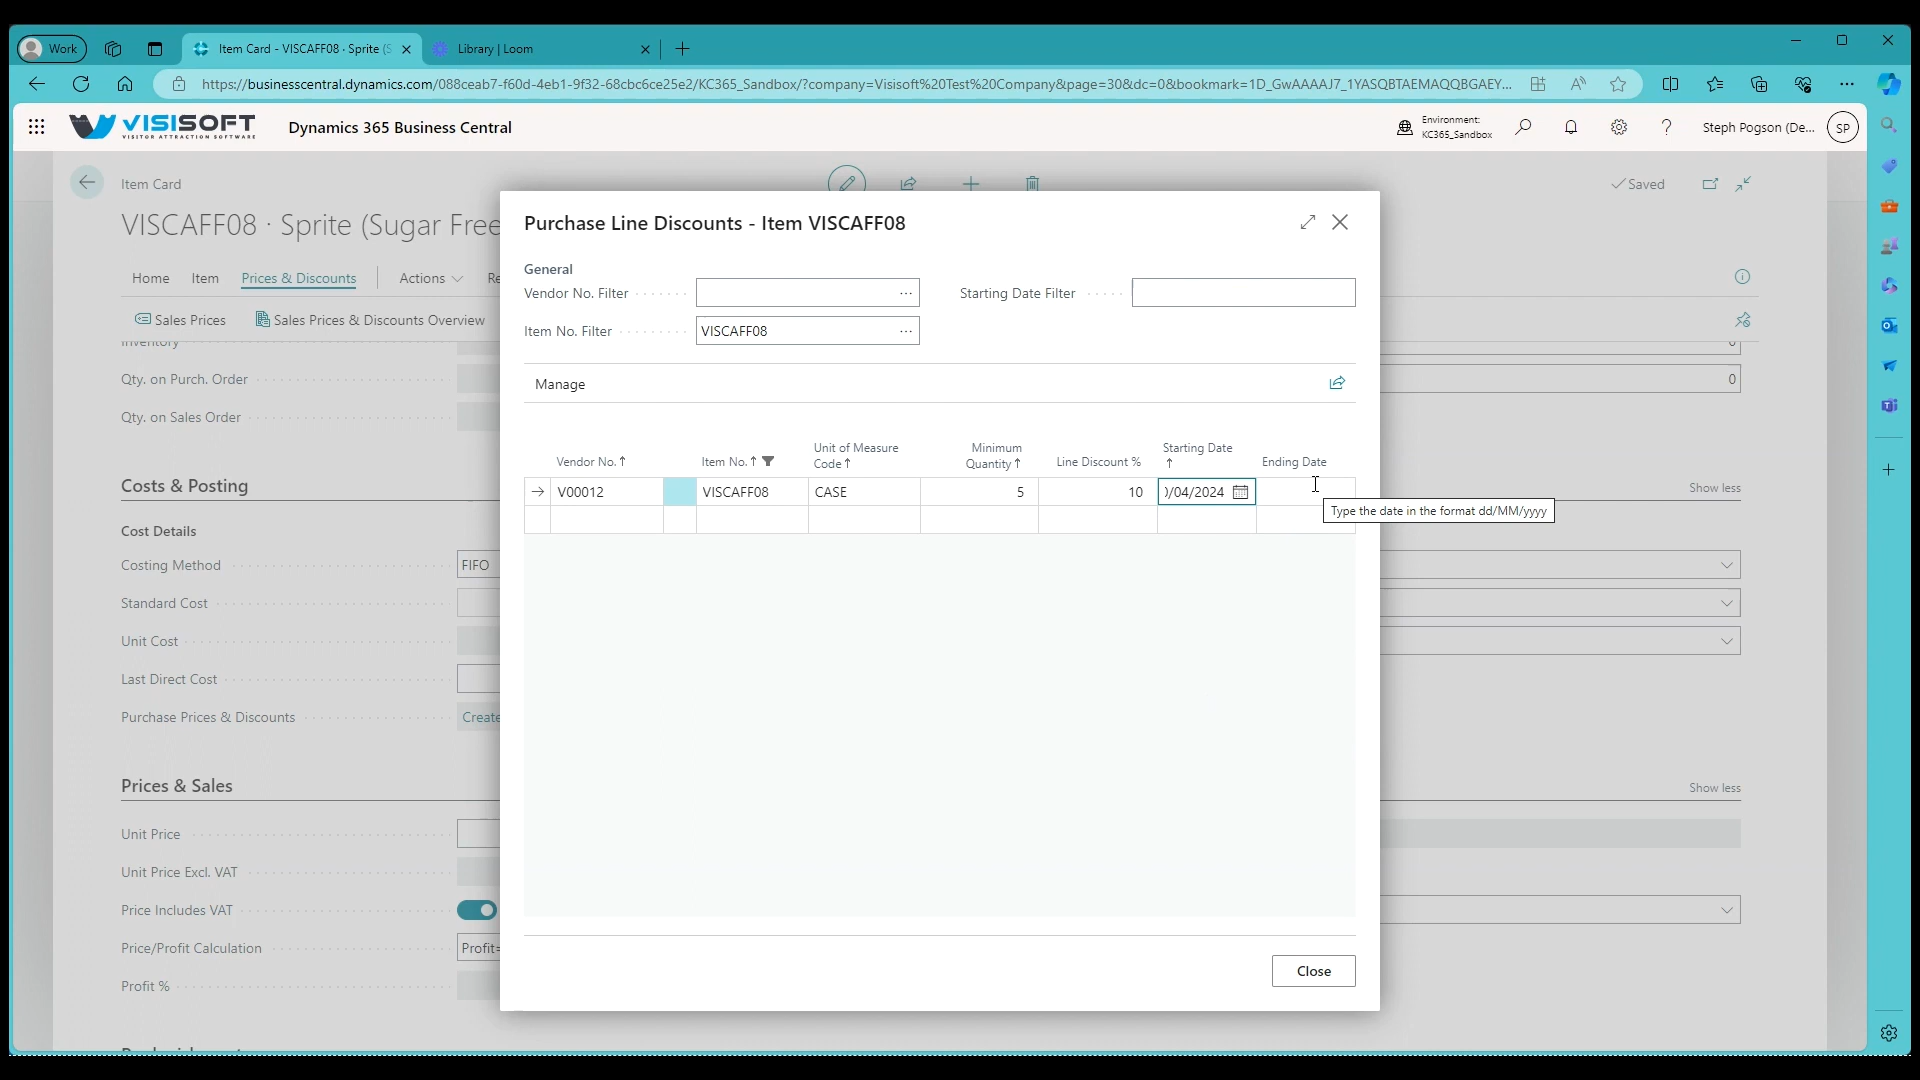 Work
Item Card - VISCAFF08 · Sprite (S
Library | Loom
https://businesscentral.dynamics.com/088ceab7-f60d-4eb1-9f32-68cbc6ce25e2/KC365_Sandbox/?company=Visisoft%20Test%20Company&page=30&dc=0&bookmark=1D_GwAAAAJ7_1YASQBTAEMAQQBGAEY...
VISISOFT
VISITOR ATTRACTION SOFTWARE
Dynamics 365 Business Central
Environment:
KC365_Sandbox
Steph Pogson (De...
SP
Item Card
Saved
VISCAFF08 · Sprite (Sugar Free
Home
Item
Prices & Discounts
Actions
Re
Sales Prices
Sales Prices & Discounts Overview
Inventory
0
Qty. on Purch. Order
0
Qty. on Sales Order
Costs & Posting
Show less
Cost Details
Costing Method
FIFO
Standard Cost
Unit Cost
Last Direct Cost
Purchase Prices & Discounts
Create
Prices & Sales
Show less
Unit Price
Unit Price Excl. VAT
Price Includes VAT
Price/Profit Calculation
Profit=
Profit %
Purchase Line Discounts - Item VISCAFF08
General
Vendor No. Filter
...
Starting Date Filter
Item No. Filter
VISCAFF08
...
Manage
Vendor No.↑
Item No.↑
Unit of Measure
Code↑
Minimum
Quantity↑
Line Discount %
Starting Date
↑
Ending Date
V00012
VISCAFF08
CASE
5
10
/04/2024
Type the date in the format dd/MM/yyyy
Close